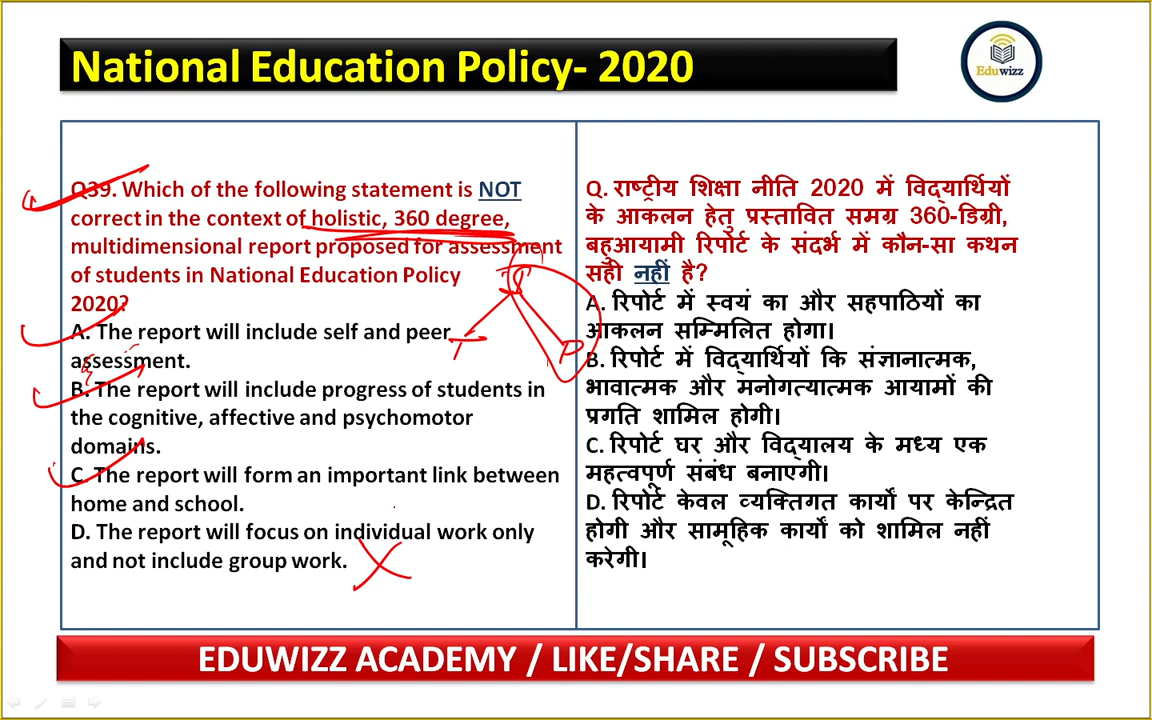 National Education Policy- 2020
Eduwizz
Q39. Which of the following statement is NOT
correct in the context of holistic, 360 degree,
multidimensional report proposed for assessment
of students in National Education Policy
2020?
A. The report will include self and peer
assessment.
B. The report will include progress of students in
the cognitive, affective and psychomotor
domains.
C. The report will form an important link between
home and school.
D. The report will focus on individual work only
and not include group work.
T
P
Q. राष्ट्रीय शिक्षा नीति 2020 में विद्यार्थियों
के आकलन हेतु प्रस्तावित समग्र 360-डिग्री,
बहुआयामी रिपोर्ट के संदर्भ में कौन-सा कथन
सही नहीं है?
A. रिपोर्ट में स्वयं का और सहपाठियों का
आकलन सम्मिलित होगा।
B. रिपोर्ट में विद्यार्थियों कि संज्ञानात्मक,
भावात्मक और मनोगत्यात्मक आयामों की
प्रगति शामिल होगी।
C. रिपोर्ट घर और विद्यालय के मध्य एक
महत्वपूर्ण संबंध बनाएगी।
D. रिपोर्ट केवल व्यक्तिगत कार्यों पर केन्द्रित
होगी और सामूहिक कार्यों को शामिल नहीं
करेगी।
EDUWIZZ ACADEMY / LIKE/SHARE / SUBSCRIBE